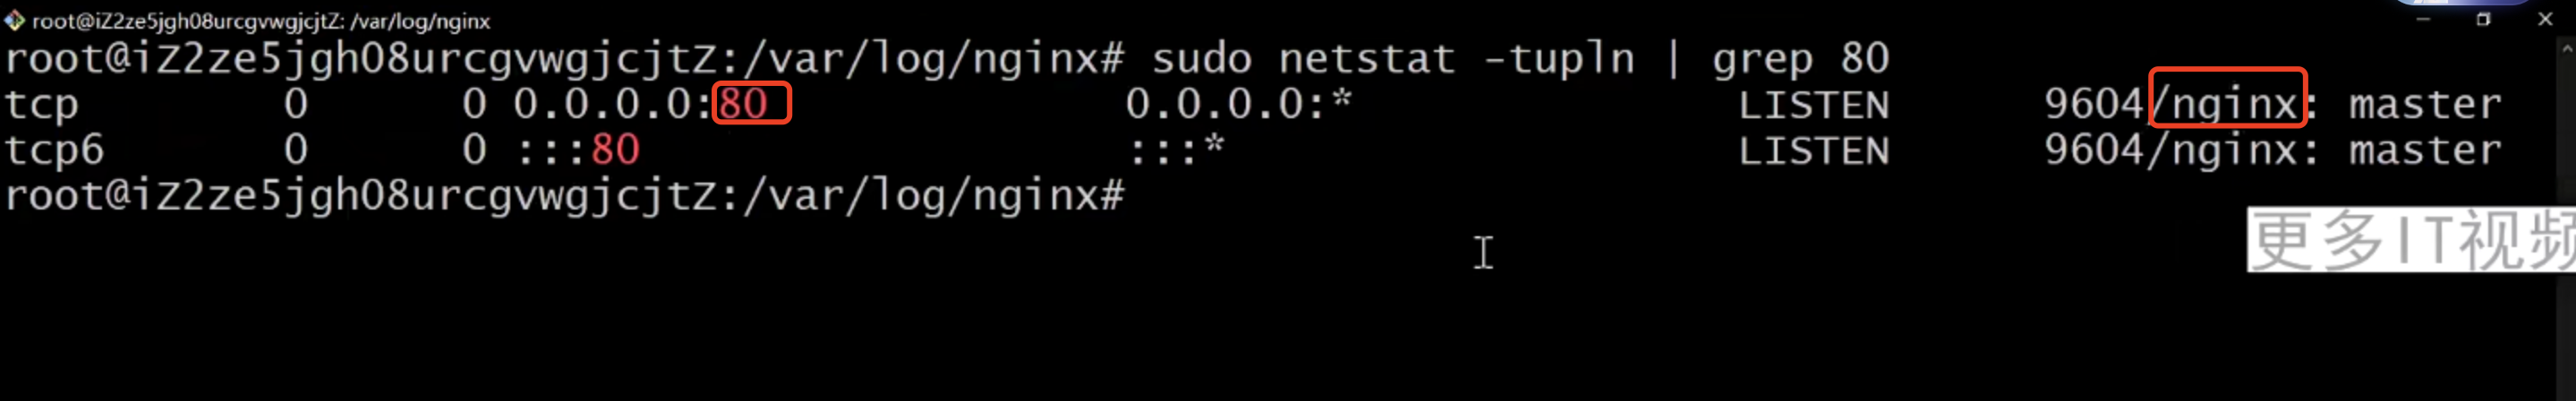 root@iZ2ze5jgh08urcgvwgjcjtZ: /var/log/nginx
root@iZ2ze5jgh08urcgvwgjcjtZ:/var/log/nginx# sudo netstat -tupln | grep 80
tcp 0 0 0.0.0.0:80 0.0.0.0:* LISTEN 9604/nginx: master
tcp6 0 0 :::80 :::* LISTEN 9604/nginx: master
root@iZ2ze5jgh08urcgvwgjcjtZ:/var/log/nginx#
更多IT视频